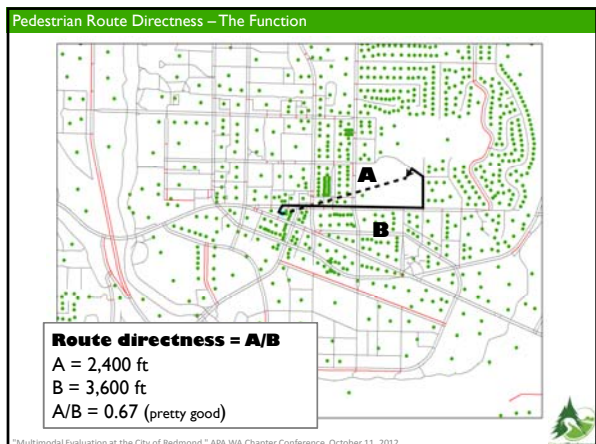 Pedestrian Route Directness – The Function
A
B
Route directness = A/B
A = 2,400 ft
B = 3,600 ft
A/B = 0.67 (pretty good)
"Multimodal Evaluation at the City of Redmond," APA WA Chapter Conference, October 11, 2012